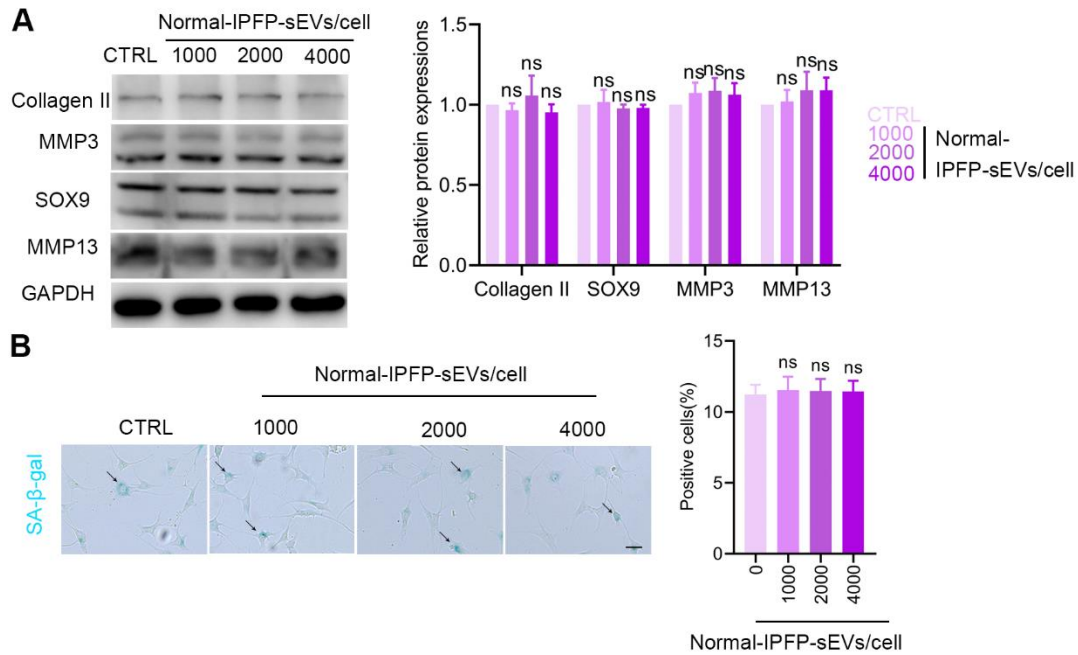 A
Normal-IPFP-sEVs/cell
CTRL 1000 2000 4000
Collagen II
MMP3
SOX9
MMP13
GAPDH
Relative protein expressions
1.5
1.0
0.5
0.0
ns ns ns
ns ns ns
ns ns ns
ns ns ns
Collagen II SOX9 MMP3 MMP13
CTRL
1000
2000
4000
Normal-
IPFP-sEVs/cell
B
Normal-IPFP-sEVs/cell
CTRL 1000 2000 4000
SA-β-gal
Positive cells(%)
15
10
5
0
ns ns ns
0 1000 2000 4000
Normal-IPFP-sEVs/cell